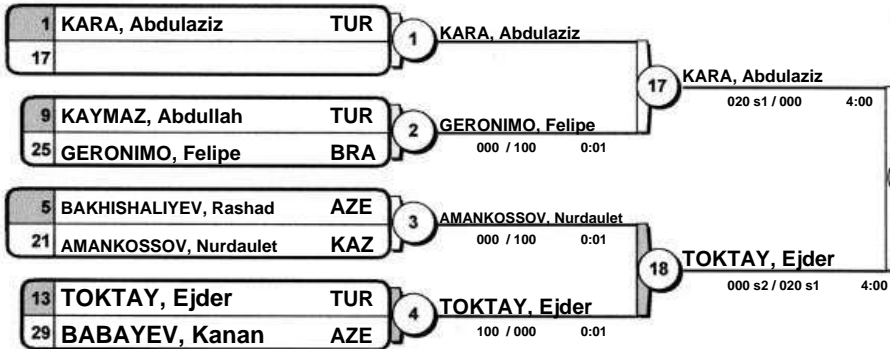 1 KARA, Abdulaziz TUR
17
1
KARA, Abdulaziz
9 KAYMAZ, Abdullah TUR
25 GERONIMO, Felipe BRA
2
GERONIMO, Felipe
000 / 100 0:01
17
KARA, Abdulaziz
020 s1 / 000 4:00
5 BAKHISHALIYEV, Rashad AZE
21 AMANKOSSOV, Nurdaulet KAZ
3
AMANKOSSOV, Nurdaulet
000 / 100 0:01
13 TOKTAY, Ejder TUR
29 BABAYEV, Kanan AZE
4
TOKTAY, Ejder
100 / 000 0:01
18
TOKTAY, Ejder
000 s2 / 020 s1 4:00